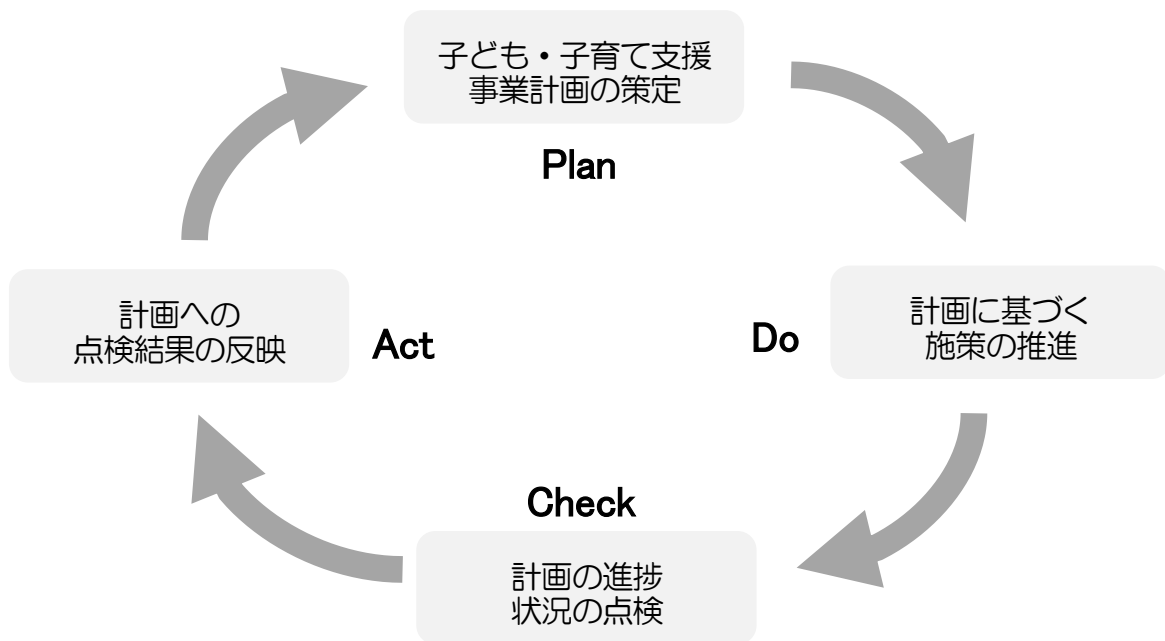 子ども・子育て支援
事業計画の策定
Plan
計画に基づく
施策の推進
Do
Check
計画の進捗
状況の点検
計画への
点検結果の反映
Act